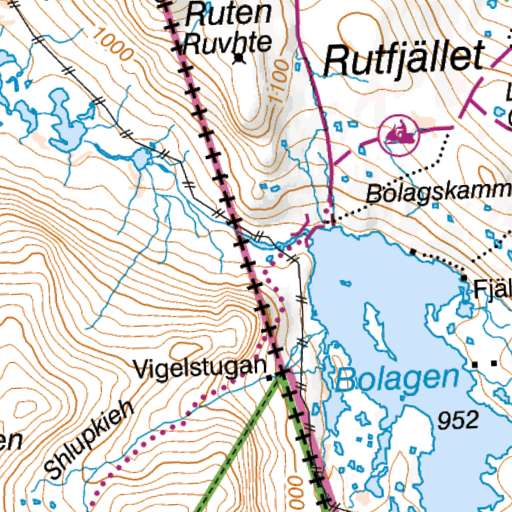 Ruten
Ruvhte
1000
1100
Rutfjället
Bolagskamm
Fjäl
Vigelstugan
Bolagen
952
Shlupkieh
en
000